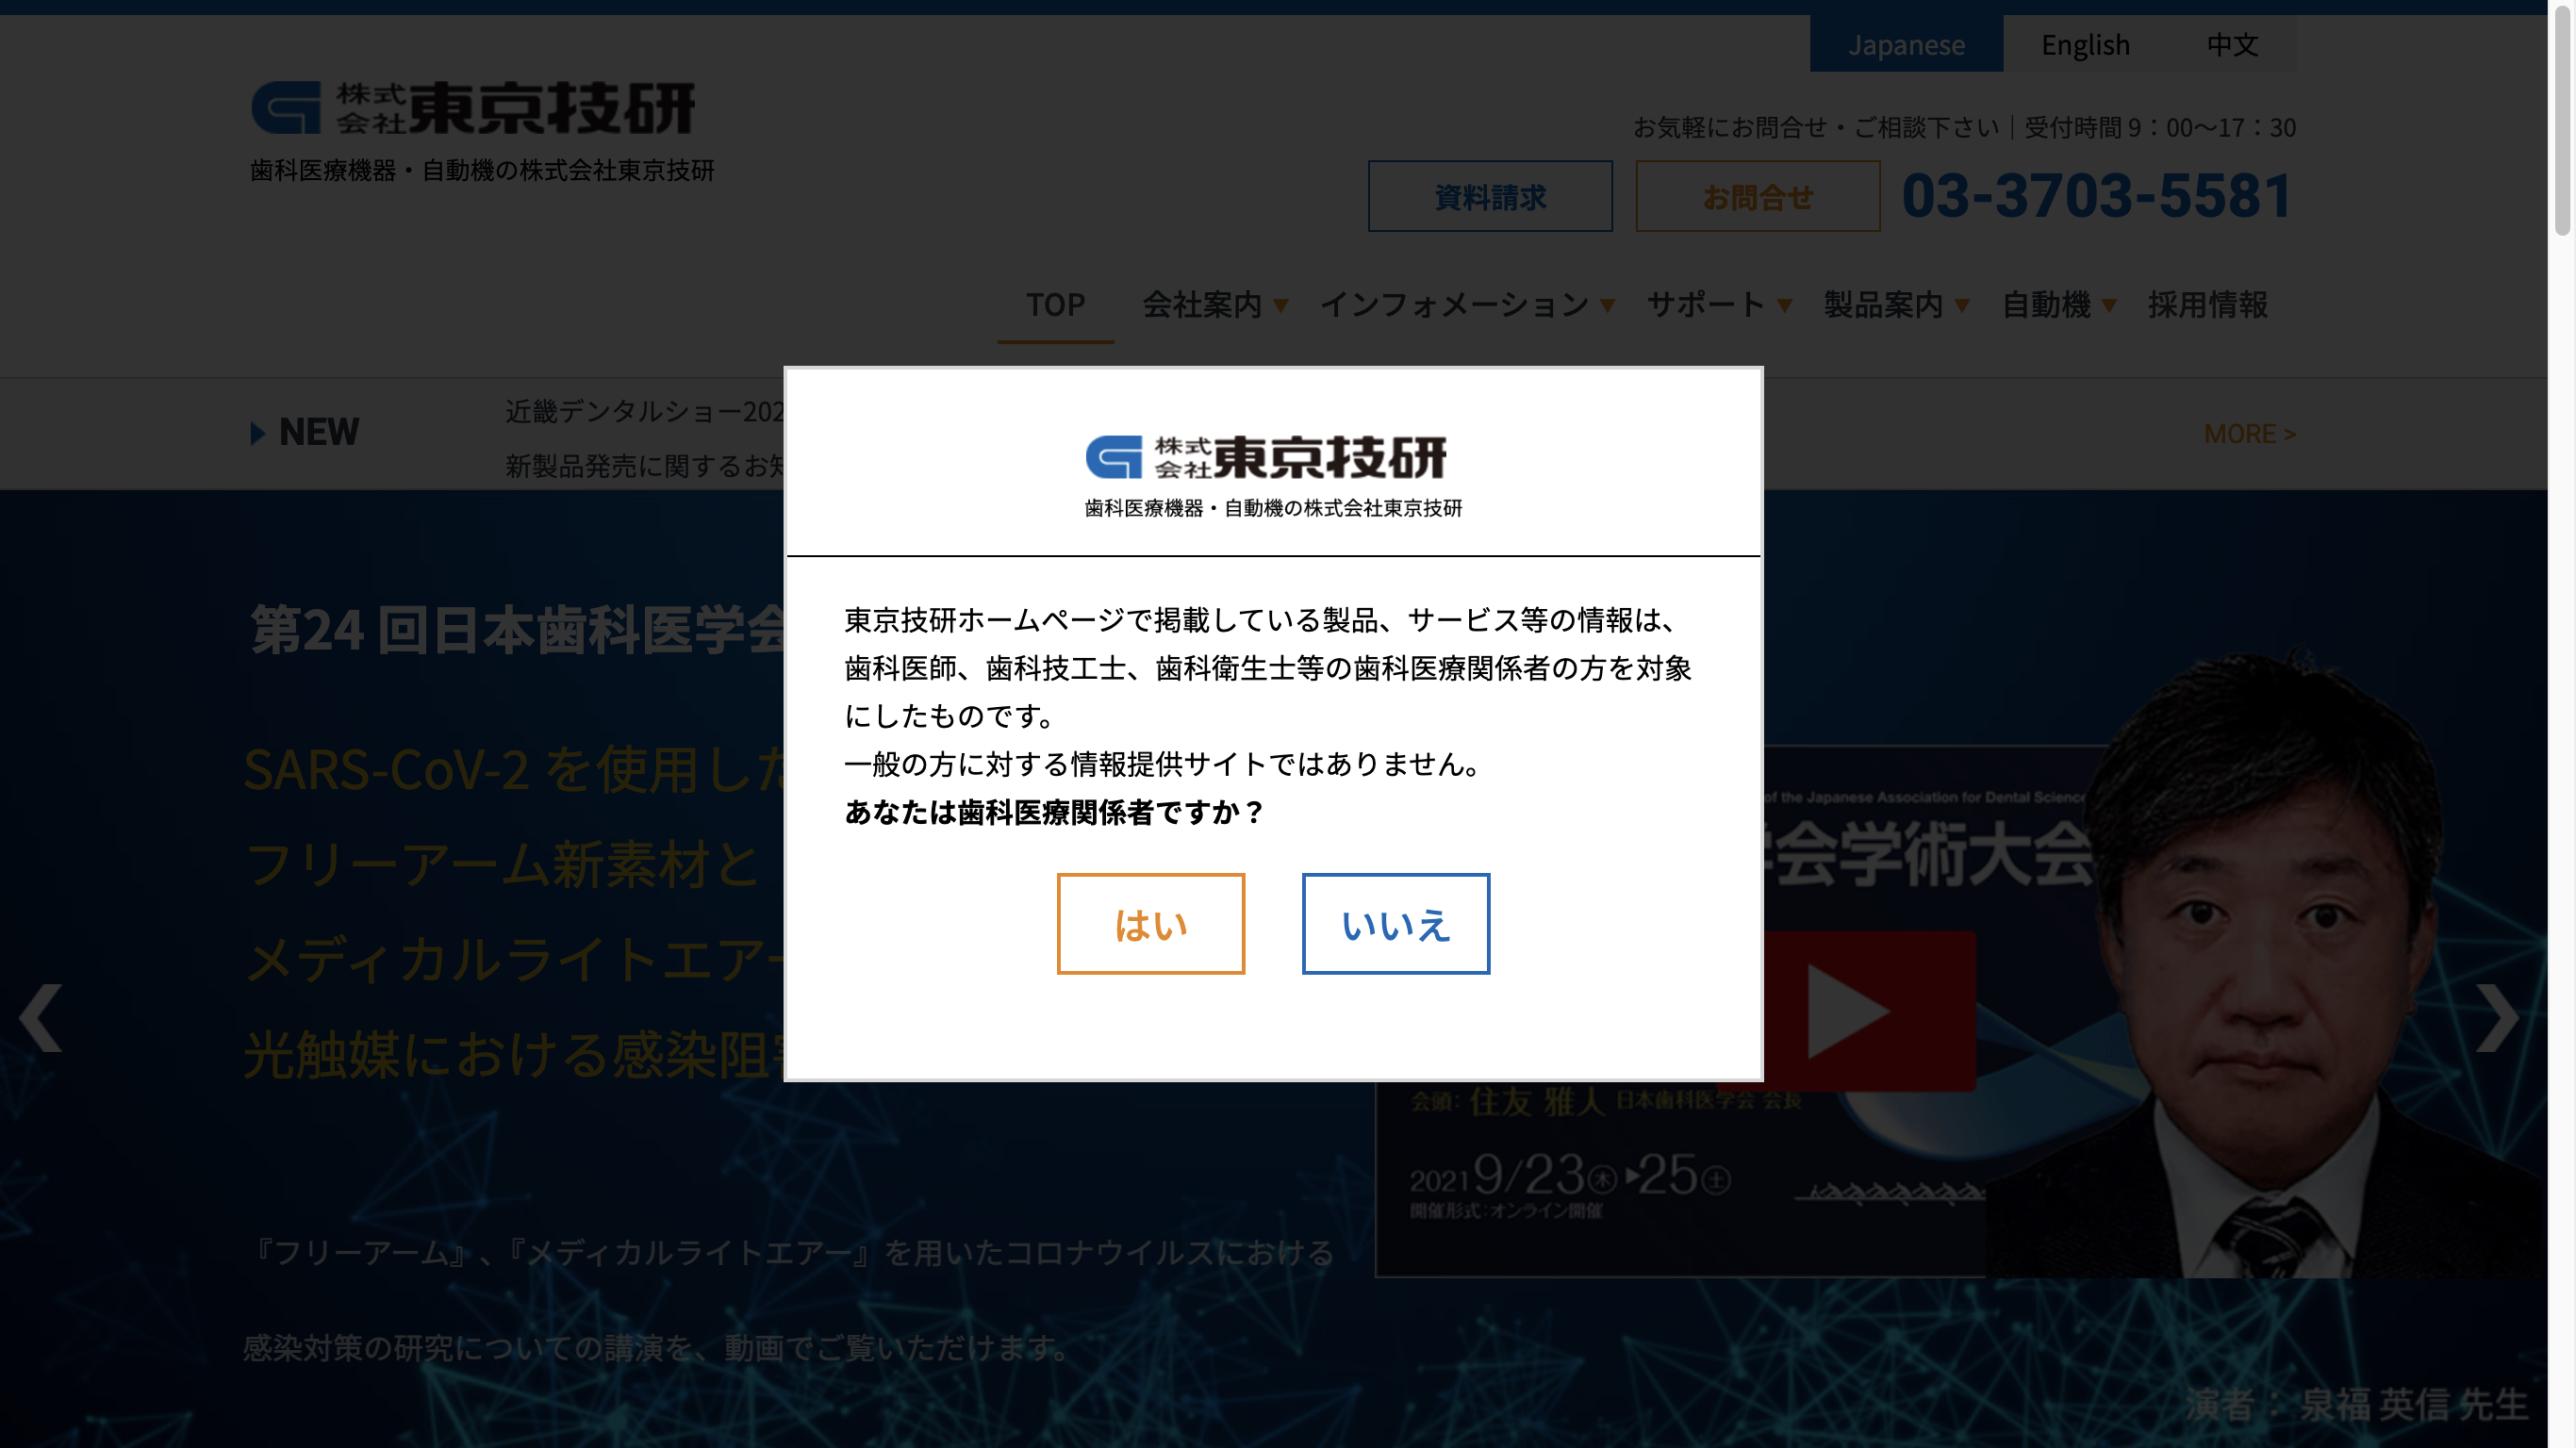 Japanese English 中文
株式会社東京技研
歯科医療機器・自動機の株式会社東京技研
お気軽にお問合せ・ご相談下さい｜受付時間 9：00〜17：30
資料請求 お問合せ 03-3703-5581
TOP 会社案内 ▼ インフォメーション ▼ サポート ▼ 製品案内 ▼ 自動機 ▼ 採用情報
NEW
近畿デンタルショー202
新製品発売に関するお知
MORE >
株式会社東京技研
歯科医療機器・自動機の株式会社東京技研
東京技研ホームページで掲載している製品、サービス等の情報は、
歯科医師、歯科技工士、歯科衛生士等の歯科医療関係者の方を対象
にしたものです。
一般の方に対する情報提供サイトではありません。
あなたは歯科医療関係者ですか？
はい いいえ
第24 回日本歯科医学会
SARS-CoV-2 を使用した
フリーアーム新素材と
メディカルライトエアー
光触媒における感染阻害
『フリーアーム』、『メディカルライトエアー』を用いたコロナウイルスにおける
感染対策の研究についての講演を、動画でご覧いただけます。
of the Japanese Association for Dental Science
学会学術大会
会頭：住友 雅人 日本歯科医学会 会長
2021 9/23㊍▶25㊏
開催形式：オンライン開催
演者： 泉福 英信 先生